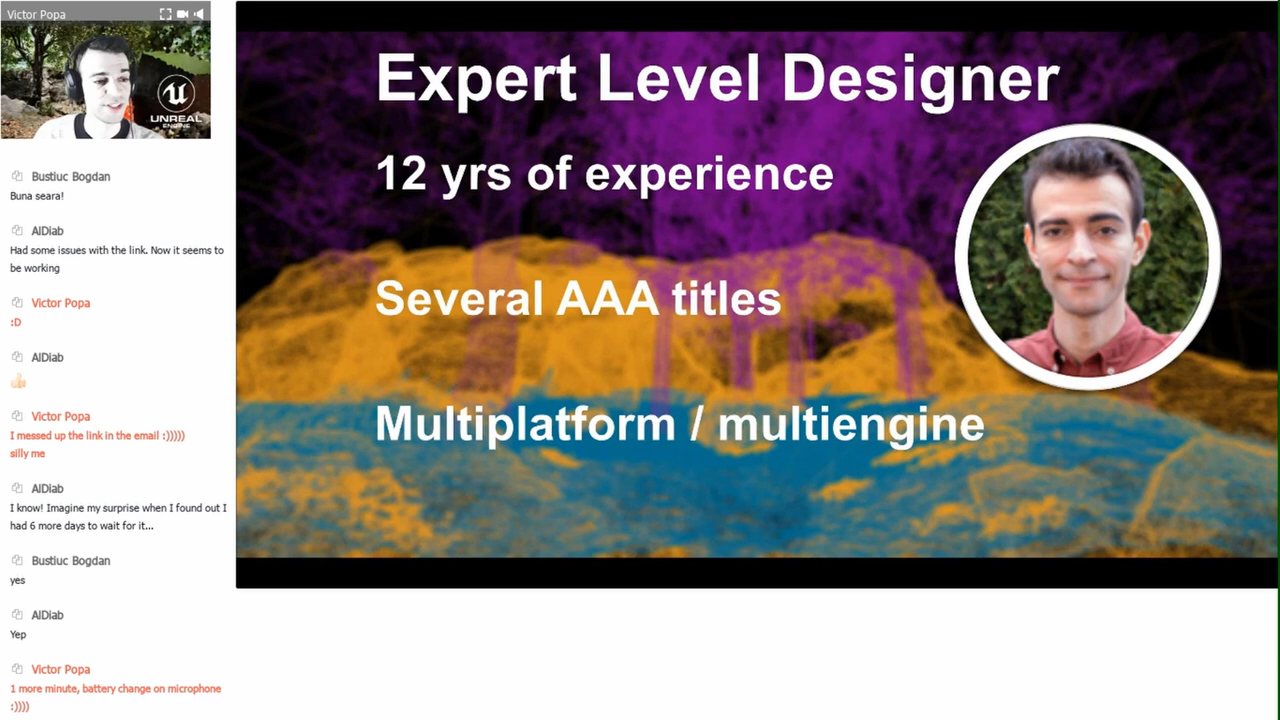 Victor Popa
UNREAL
ENGINE
Bustiuc Bogdan
Buna seara!
AlDiab
Had some issues with the link. Now it seems to
be working
Victor Popa
:D
AlDiab
Victor Popa
I messed up the link in the email :)))))
silly me
AlDiab
I know! Imagine my surprise when I found out I
had 6 more days to wait for it...
Bustiuc Bogdan
yes
AlDiab
Yep
Victor Popa
1 more minute, battery change on microphone
:))))
Expert Level Designer
12 yrs of experience
Several AAA titles
Multiplatform / multiengine